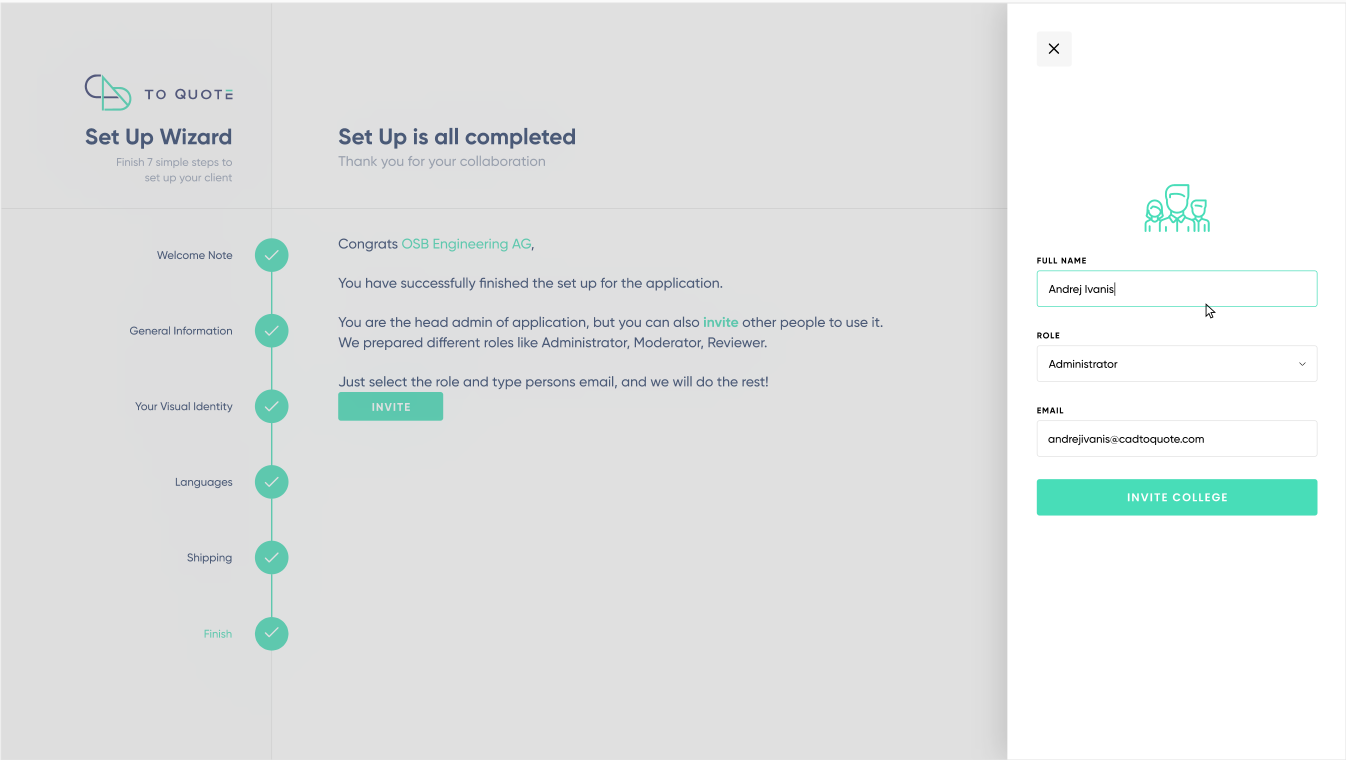 TO QUOTE
Set Up Wizard
Finish 7 simple steps to
set up your client
Set Up is all completed
Thank you for your collaboration
Welcome Note
General Information
Your Visual Identity
Languages
Shipping
Finish
Congrats OSB Engineering AG,
You have successfully finished the set up for the application.
You are the head admin of application, but you can also invite other people to use it.
We prepared different roles like Administrator, Moderator, Reviewer.
Just select the role and type persons email, and we will do the rest!
INVITE
FULL NAME
Andrej Ivanis
ROLE
Administrator
EMAIL
andrejivanis@cadtoquote.com
INVITE COLLEGE